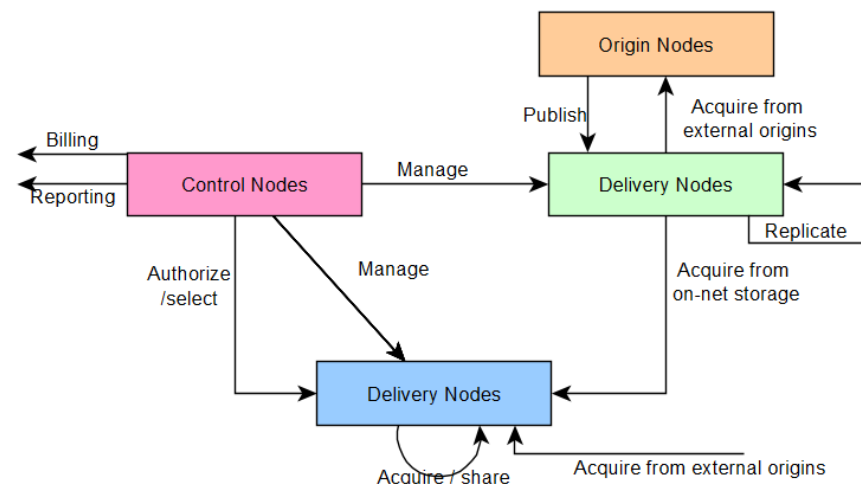 Origin Nodes
Publish
Acquire from
external origins
Billing
Control Nodes
Manage
Delivery Nodes
Reporting
Replicate
Authorize
/select
Manage
Acquire from
on-net storage
Delivery Nodes
Acquire / share
Acquire from external origins